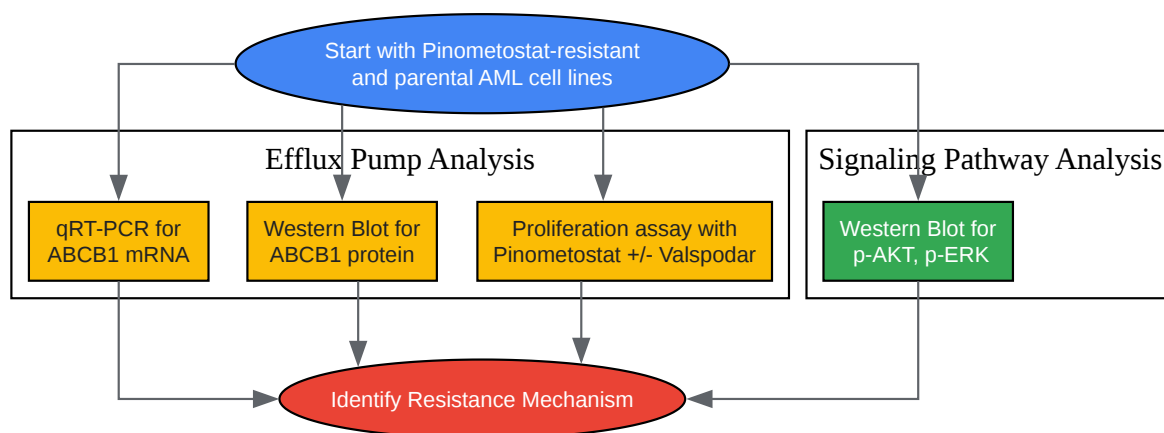 Start with Pinometostat-resistant
and parental AML cell lines
Efflux Pump Analysis
Signaling Pathway Analysis
qRT-PCR for
ABCB1 mRNA
Western Blot for
ABCB1 protein
Proliferation assay with
Pinometostat +/- Valspodar
Western Blot for
p-AKT, p-ERK
Identify Resistance Mechanism